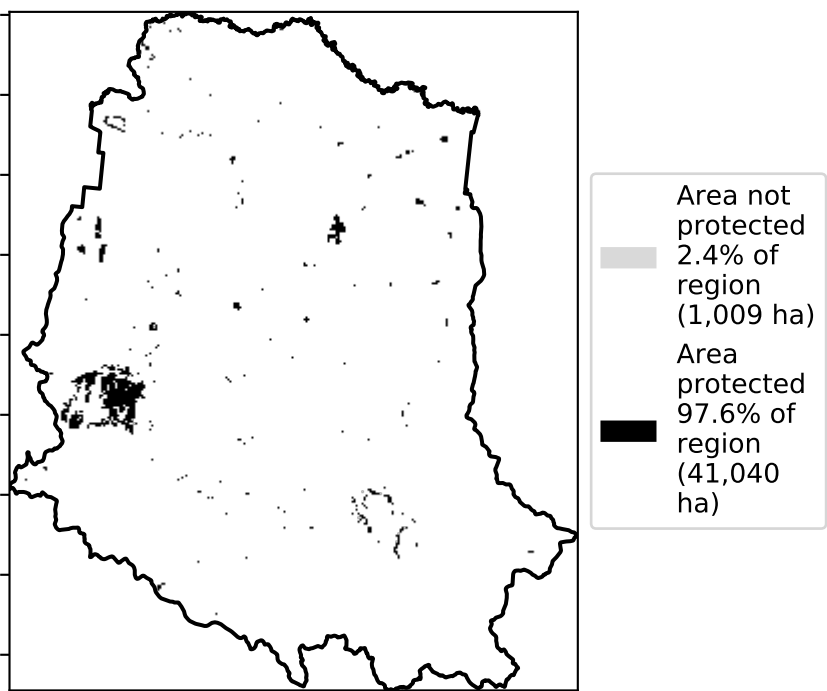 Area not
protected
2.4% of
region
(1,009 ha)
Area
protected
97.6% of
region
(41,040
ha)